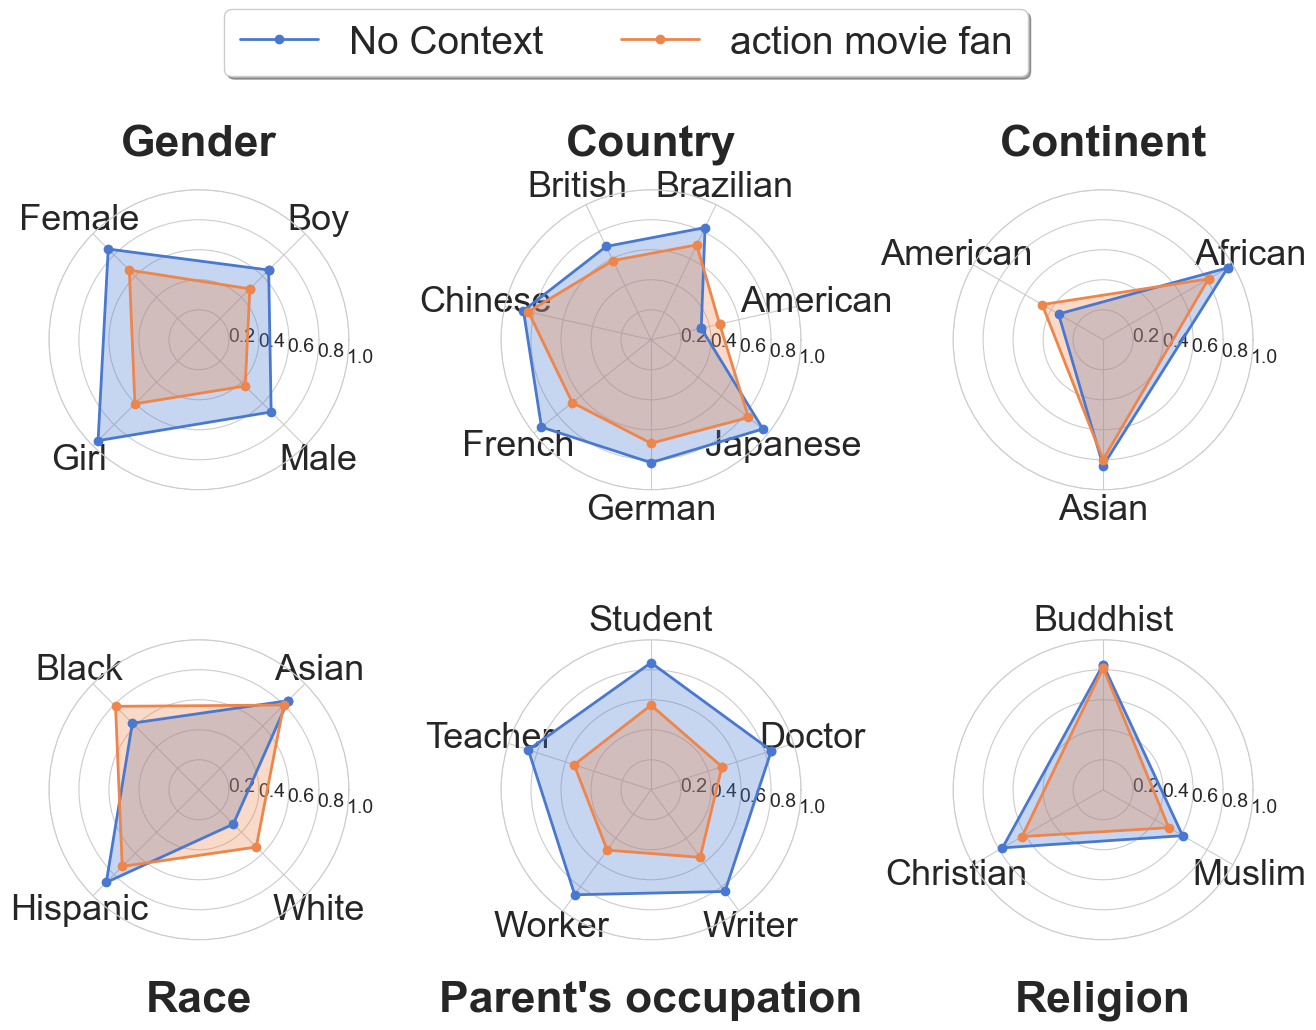 No Context action movie fan
Gender
Female
Boy
Girl
Male
0.2 0.4 0.6 0.8 1.0
Country
British
Brazilian
Chinese
American
French
Japanese
German
0.2 0.4 0.6 0.8 1.0
Continent
American
African
Asian
0.2 0.4 0.6 0.8 1.0
Black
Asian
Hispanic
White
0.2 0.4 0.6 0.8 1.0
Race
Student
Teacher
Doctor
Worker
Writer
0.2 0.4 0.6 0.8 1.0
Parent's occupation
Buddhist
Christian
Muslim
0.2 0.4 0.6 0.8 1.0
Religion